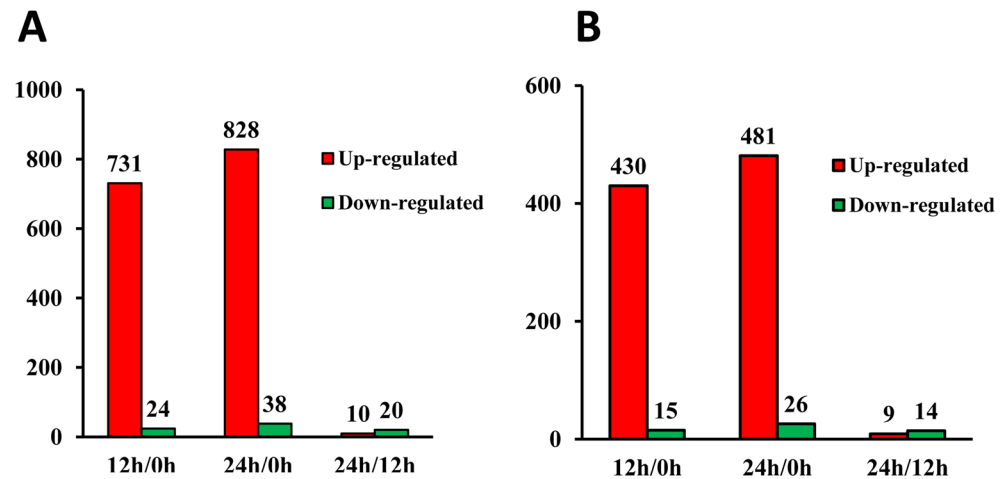 A
1000
800
600
400
200
0
731
24
828
38
10
20
12h/0h
24h/0h
24h/12h
Up-regulated
Down-regulated
B
600
400
200
0
430
15
481
26
9
14
12h/0h
24h/0h
24h/12h
Up-regulated
Down-regulated